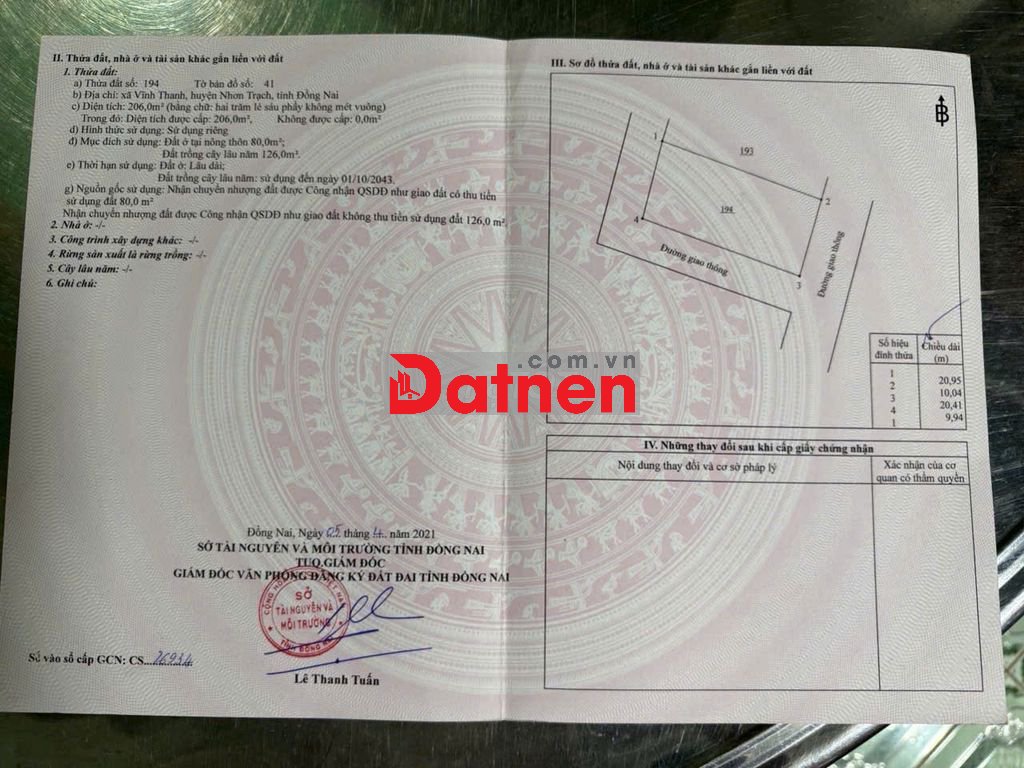 II. Thửa đất, nhà ở và tài sản khác gắn liền với đất
1. Thửa đất:
a) Thửa đất số: 194 Tờ bản đồ số: 41
b) Địa chỉ: xã Vĩnh Thanh, huyện Nhơn Trạch, tỉnh Đồng Nai
c) Diện tích: 206,0m² (bằng chữ: hai trăm lẻ sáu phẩy không mét vuông)
Trong đó: Diện tích được cấp: 206,0m², Không được cấp: 0,0m²
d) Hình thức sử dụng: Sử dụng riêng
đ) Mục đích sử dụng: Đất ở tại nông thôn 80,0m²;
Đất trồng cây lâu năm 126,0m².
e) Thời hạn sử dụng: Đất ở: Lâu dài;
Đất trồng cây lâu năm: sử dụng đến ngày 01/10/2043.
g) Nguồn gốc sử dụng: Nhận chuyển nhượng đất được Công nhận QSDĐ như giao đất có thu tiền
sử dụng đất 80,0 m²
Nhận chuyển nhượng đất được Công nhận QSDĐ như giao đất không thu tiền sử dụng đất 126,0 m².
2. Nhà ở: -/-
3. Công trình xây dựng khác: -/-
4. Rừng sản xuất là rừng trồng: -/-
5. Cây lâu năm: -/-
6. Ghi chú:
Đồng Nai, Ngày 05 tháng 4 năm 2021
SỞ TÀI NGUYÊN VÀ MÔI TRƯỜNG TỈNH ĐỒNG NAI
TUQ.GIÁM ĐỐC
GIÁM ĐỐC VĂN PHÒNG ĐĂNG KÝ ĐẤT ĐAI TỈNH ĐỒNG NAI
SỞ
TÀI NGUYÊN VÀ
MÔI TRƯỜNG
TỈNH ĐỒNG NAI
Lê Thanh Tuấn
Số vào sổ cấp GCN: CS...
III. Sơ đồ thửa đất, nhà ở và tài sản khác gắn liền với đất
B
1
193
2
194
4
3
Đường giao thông
Đường giao thông
Số hiệu đỉnh thửa Chiều dài (m)
1
20,95
2
10,04
3
20,41
4
9,94
1
IV. Những thay đổi sau khi cấp giấy chứng nhận
Nội dung thay đổi và cơ sở pháp lý
Xác nhận của cơ
quan có thẩm quyền
.com.vn
Datnen